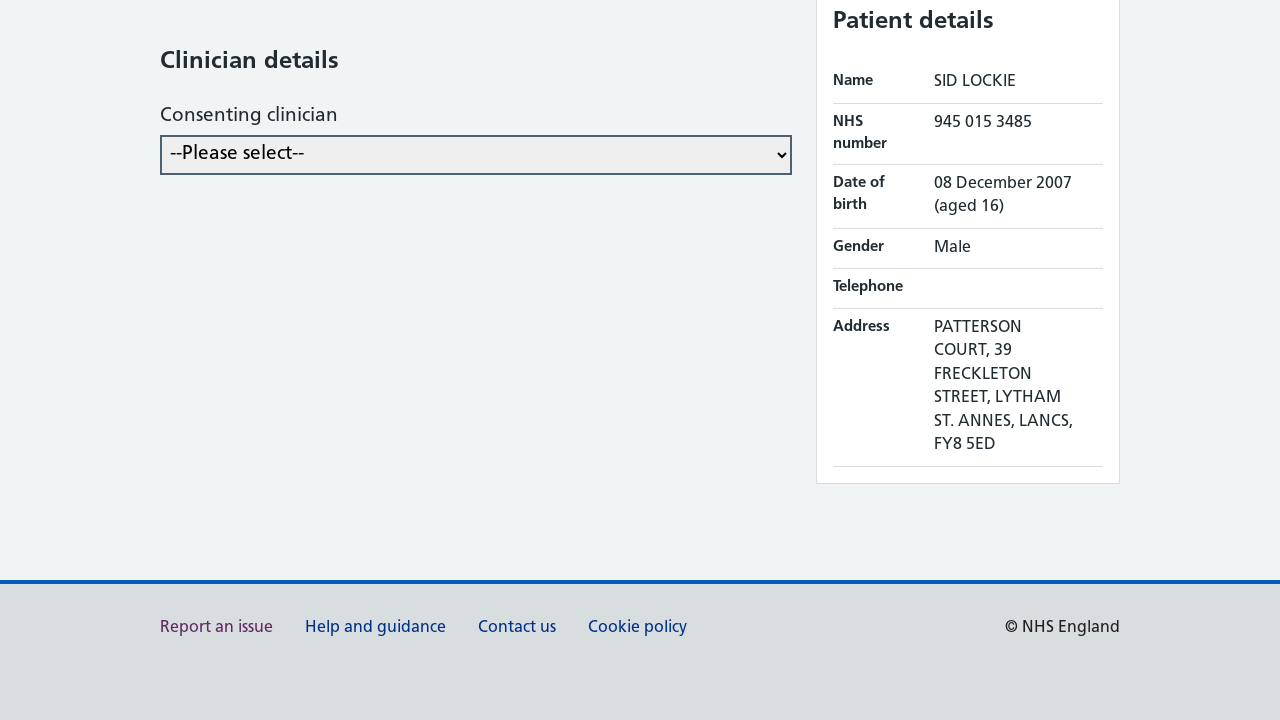 Clinician details
Consenting clinician
--Please select--
Patient details
Name SID LOCKIE
NHS number 945 015 3485
Date of birth 08 December 2007
(aged 16)
Gender Male
Telephone
Address PATTERSON
COURT, 39
FRECKLETON
STREET, LYTHAM
ST. ANNES, LANCS,
FY8 5ED
Report an issue Help and guidance Contact us Cookie policy © NHS England